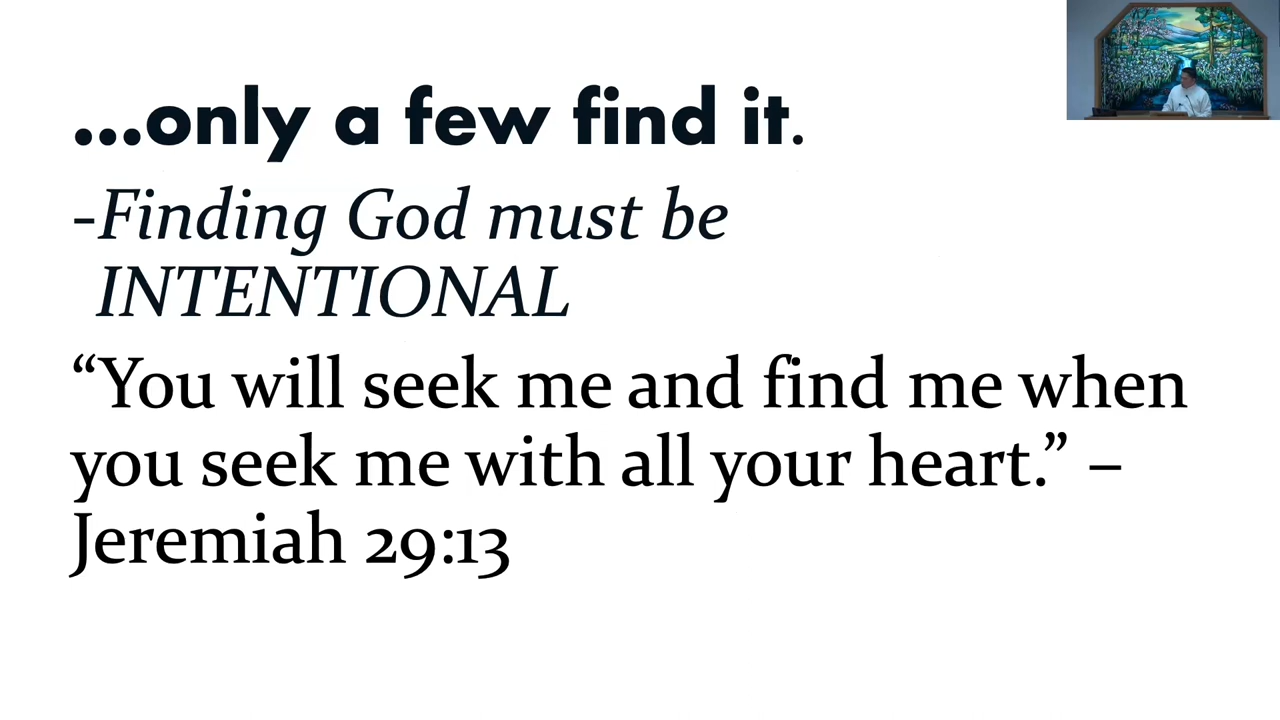 ...only a few find it.
-Finding God must be
INTENTIONAL
“You will seek me and find me when
you seek me with all your heart.” –
Jeremiah 29:13